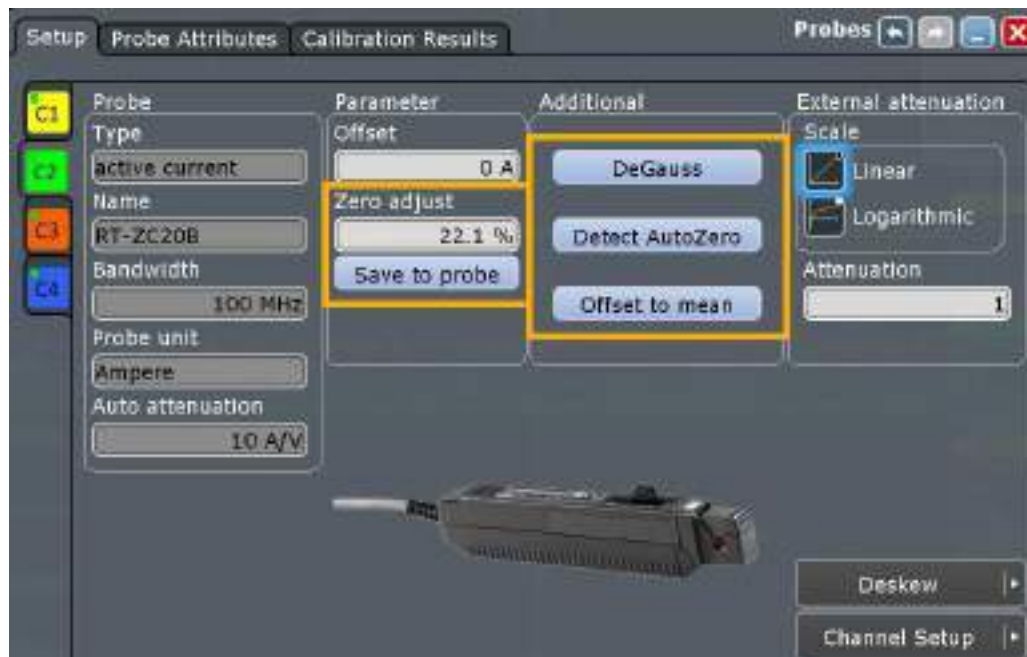 Setup Probe Attributes Calibration Results Probes
C1
C2
C3
C4
Probe
Type
active current
Name
RT-ZC20B
Bandwidth
100 MHz
Probe unit
Ampere
Auto attenuation
10 A/V
Parameter
Offset
0 A
Zero adjust
22.1 %
Save to probe
Additional
DeGauss
Detect AutoZero
Offset to mean
External attenuation
Scale
Linear
Logarithmic
Attenuation
1
Deskew
Channel Setup